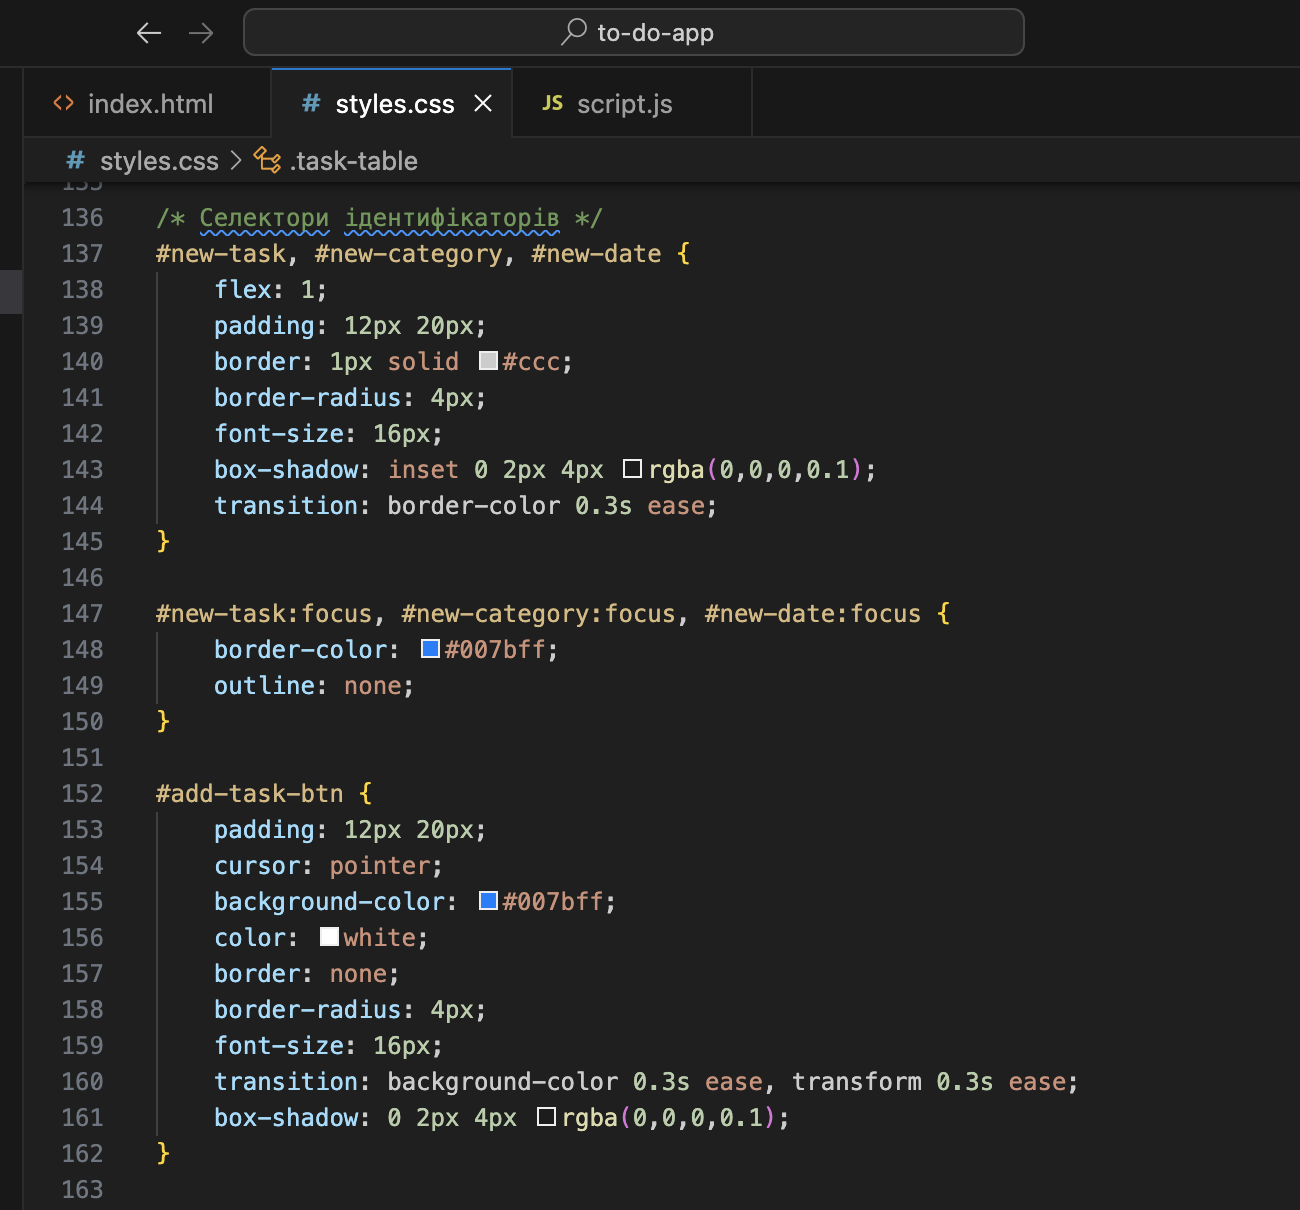 to-do-app
<> index.html
# styles.css ×
JS script.js
# styles.css > .task-table
135
136 /* Селектори ідентифікаторів */
137 #new-task, #new-category, #new-date {
138 flex: 1;
139 padding: 12px 20px;
140 border: 1px solid #ccc;
141 border-radius: 4px;
142 font-size: 16px;
143 box-shadow: inset 0 2px 4px rgba(0,0,0,0.1);
144 transition: border-color 0.3s ease;
145 }
146
147 #new-task:focus, #new-category:focus, #new-date:focus {
148 border-color: #007bff;
149 outline: none;
150 }
151
152 #add-task-btn {
153 padding: 12px 20px;
154 cursor: pointer;
155 background-color: #007bff;
156 color: white;
157 border: none;
158 border-radius: 4px;
159 font-size: 16px;
160 transition: background-color 0.3s ease, transform 0.3s ease;
161 box-shadow: 0 2px 4px rgba(0,0,0,0.1);
162 }
163